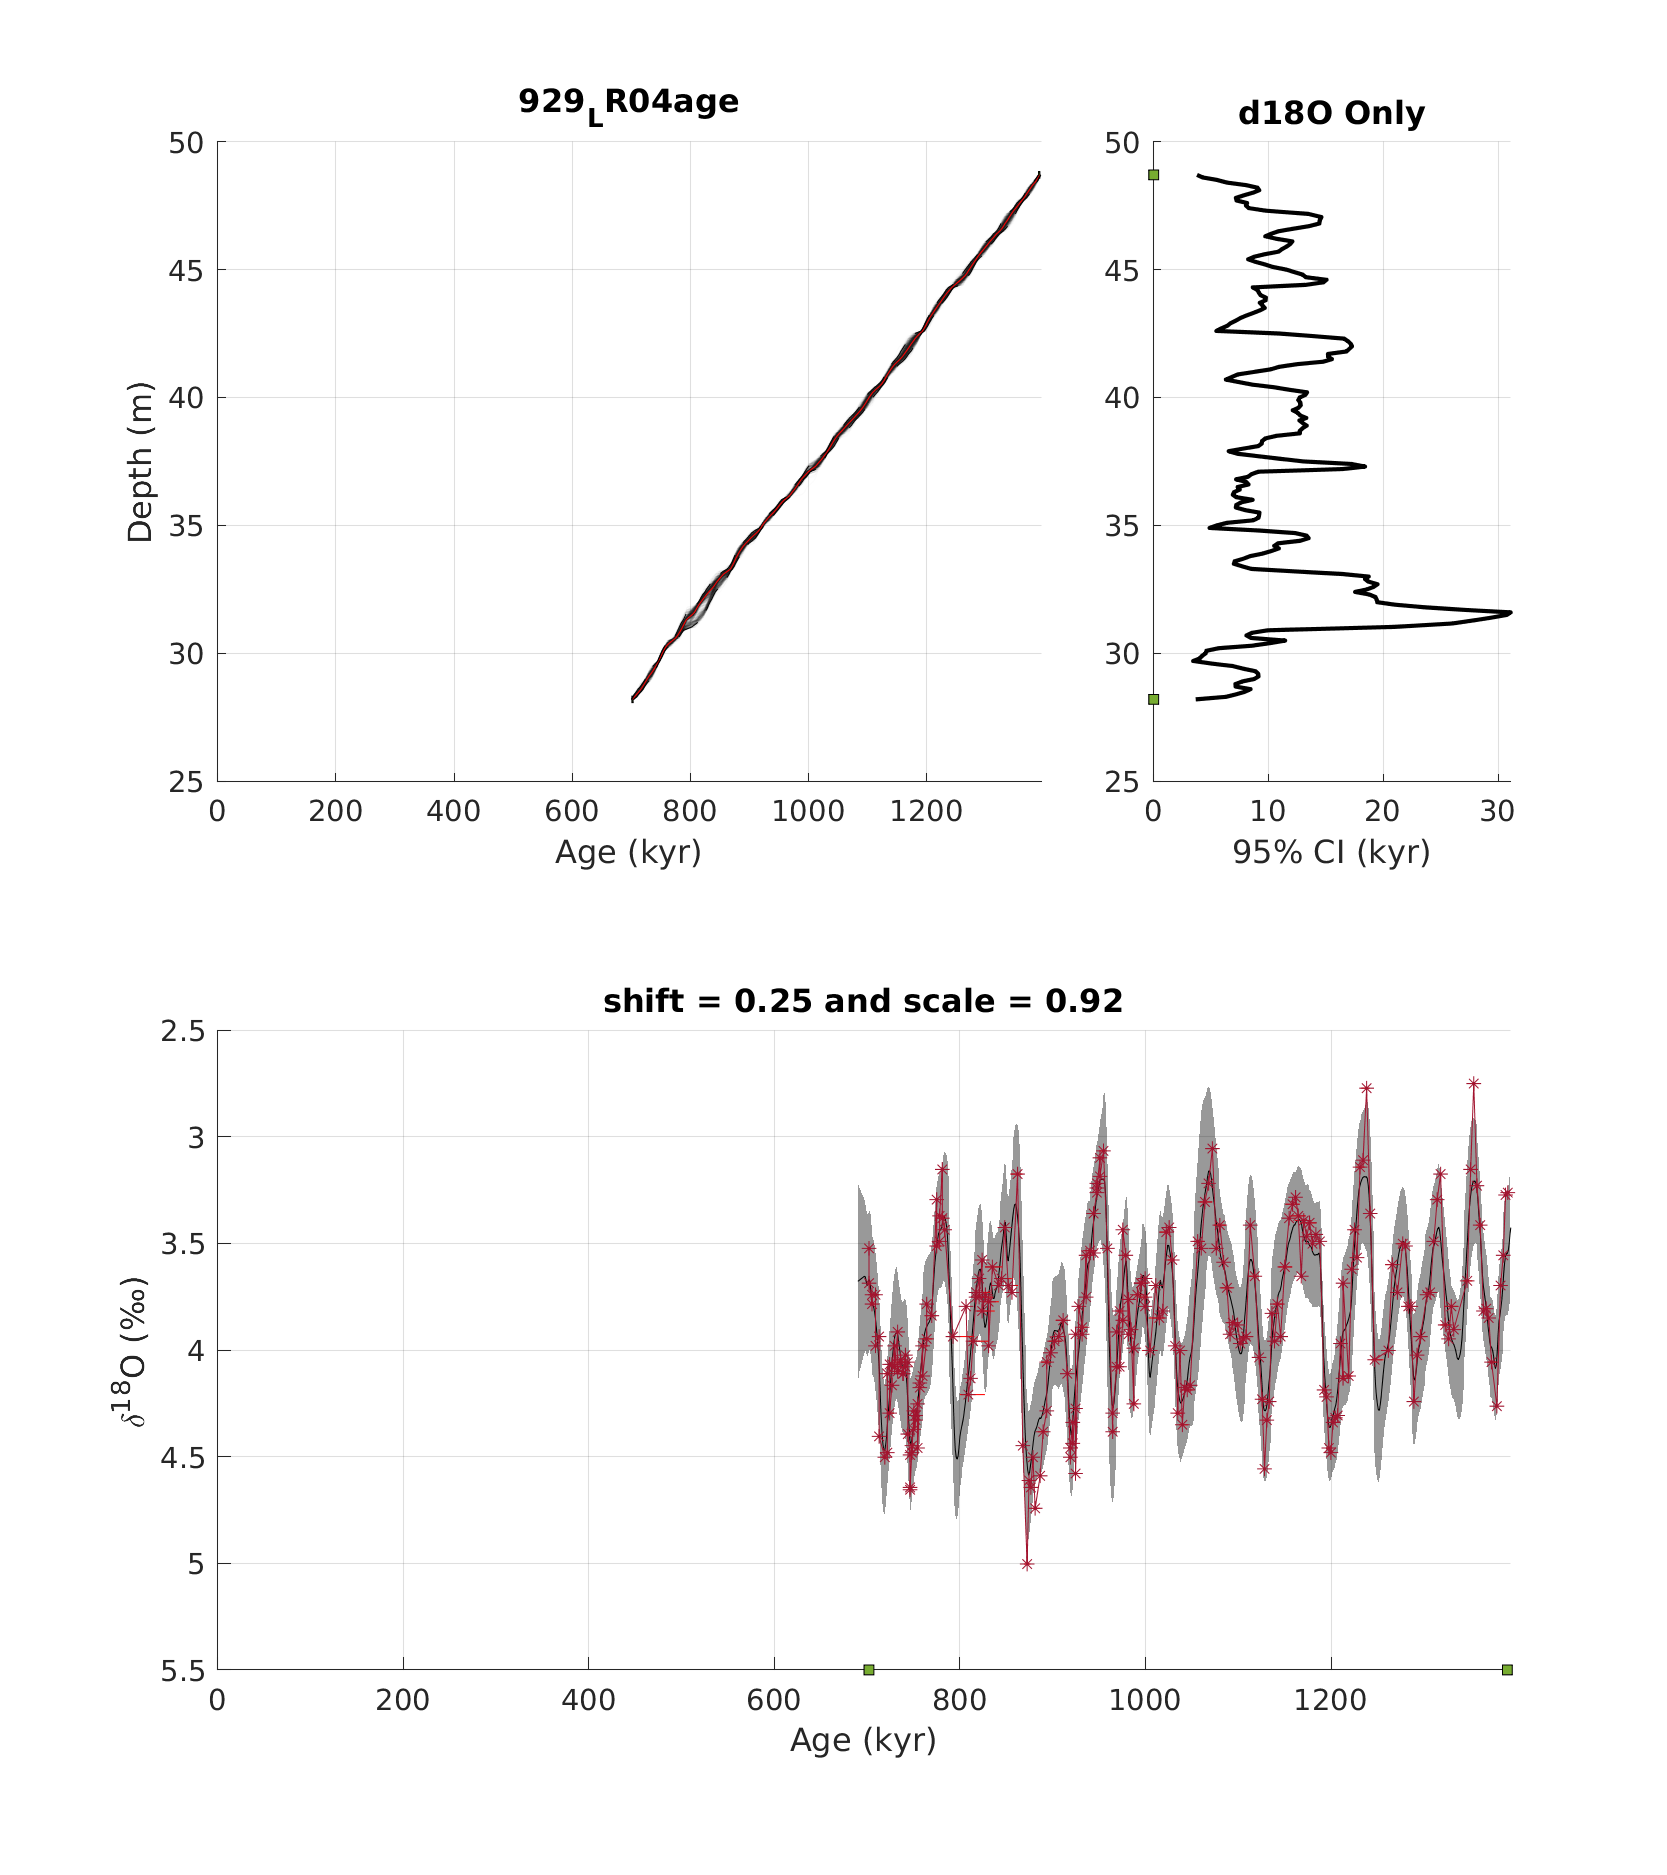 929LR04age
d18O Only
50
45
40
35
30
25
Depth (m)
0 200 400 600 800 1000 1200
Age (kyr)
50
45
40
35
30
25
0 10 20 30
95% CI (kyr)
shift = 0.25 and scale = 0.92
2.5
3
3.5
4
4.5
5
5.5
δ18O (‰)
0 200 400 600 800 1000 1200
Age (kyr)